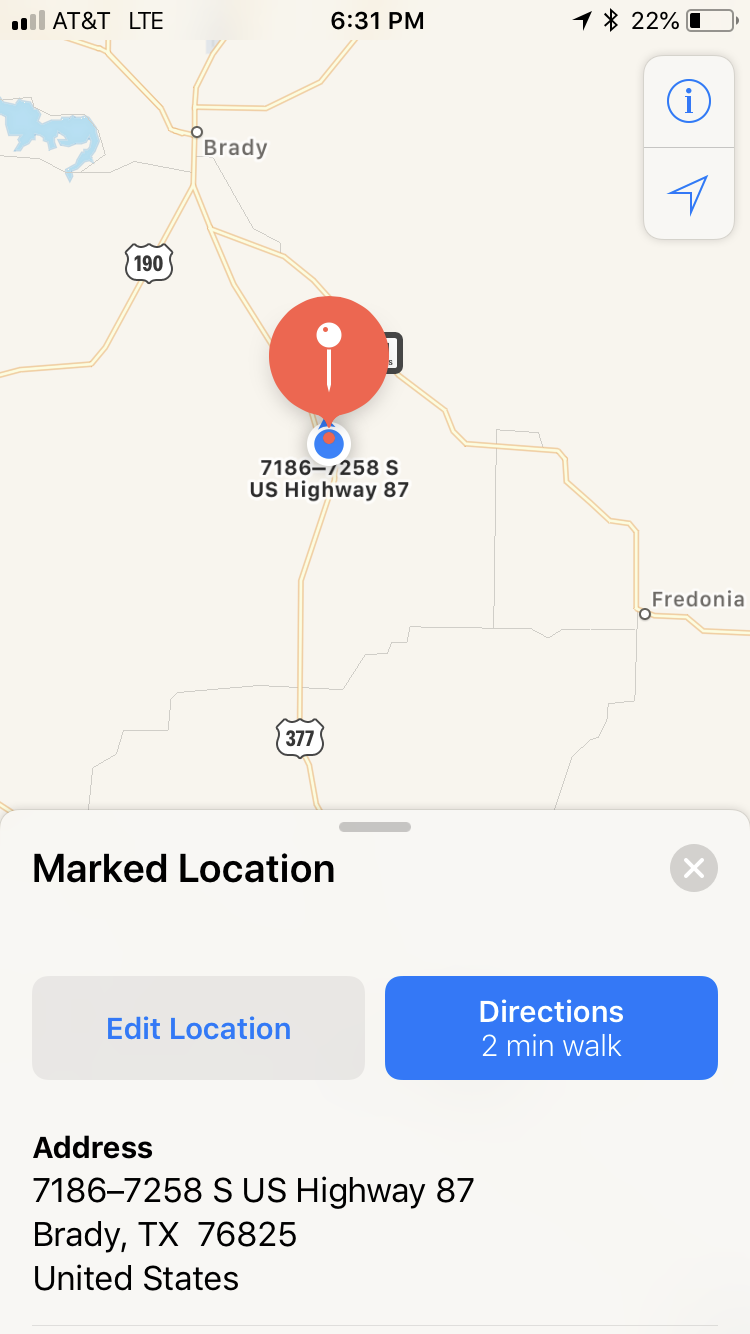 AT&T LTE 6:31 PM 22%
Brady
190
7186–7258 S
US Highway 87
Fredonia
377
Marked Location
Edit Location
Directions
2 min walk
Address
7186–7258 S US Highway 87
Brady, TX 76825
United States